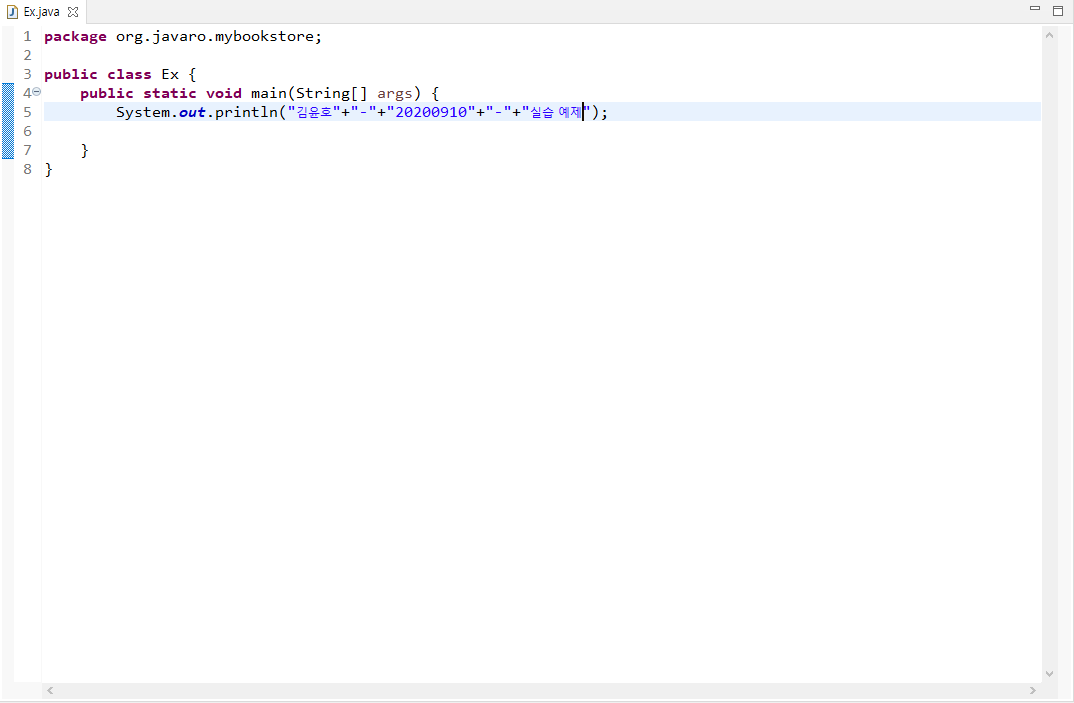 Ex.java
1 package org.javaro.mybookstore;
2
3 public class Ex {
4     public static void main(String[] args) {
5         System.out.println("김윤호"+"-"+"20200910"+"-"+"실습 예제");
6
7     }
8 }